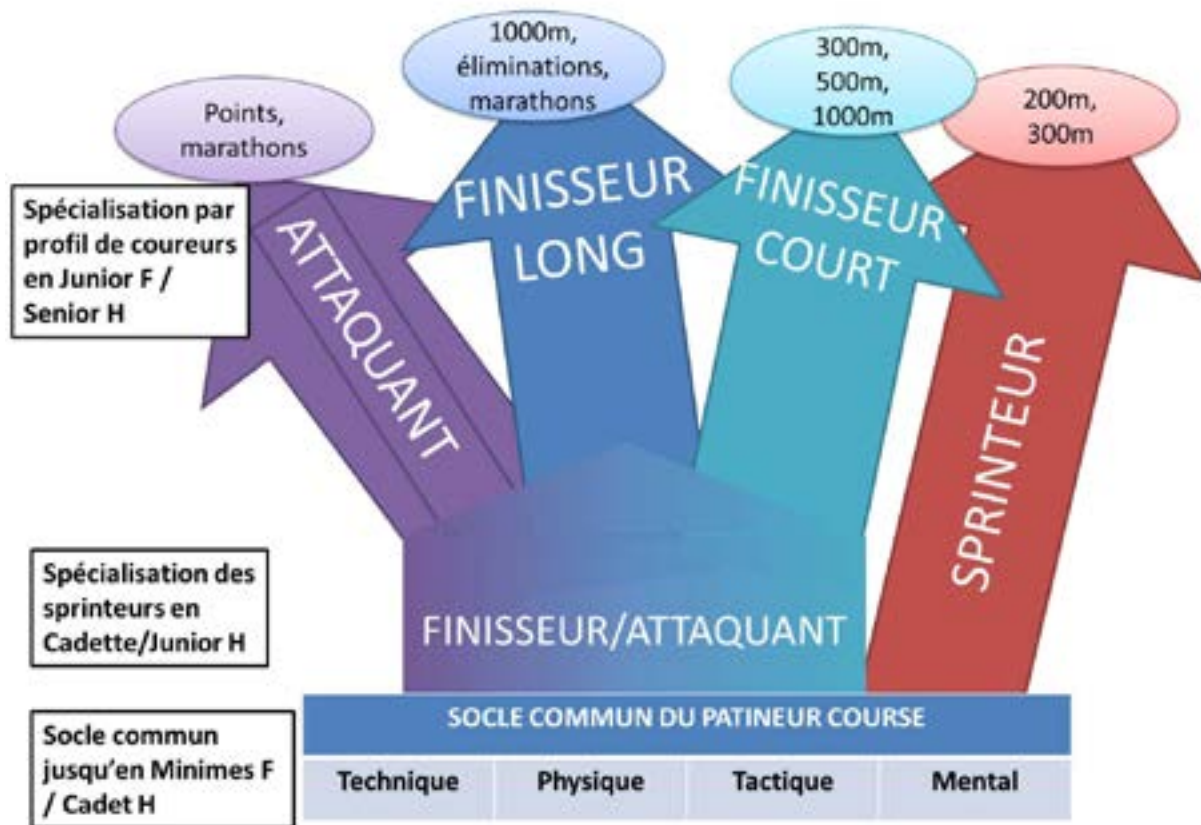 Points,
marathons
1000m,
éliminations,
marathons
300m,
500m,
1000m
200m,
300m
Spécialisation par
profil de coureurs
en Junior F /
Senior H
ATTAQUANT
FINISSEUR
LONG
FINISSEUR
COURT
SPRINTEUR
Spécialisation des
sprinteurs en
Cadette/Junior H
FINISSEUR/ATTAQUANT
Socle commun
jusqu'en Minimes F
/ Cadet H
SOCLE COMMUN DU PATINEUR COURSE
Technique
Physique
Tactique
Mental